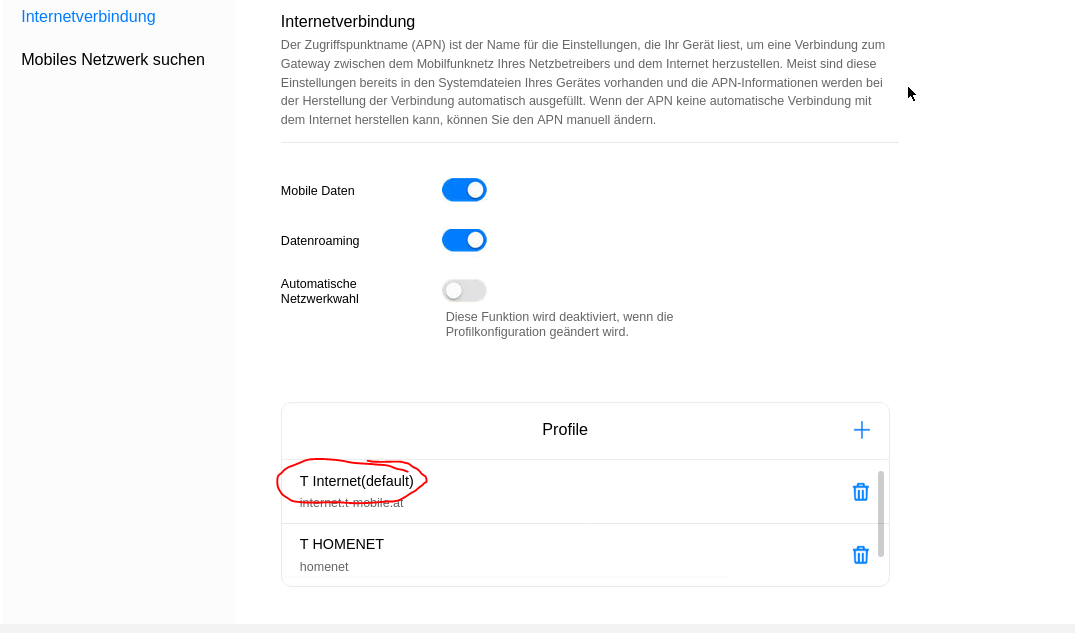 Internetverbindung
Mobiles Netzwerk suchen
Internetverbindung
Der Zugriffspunktname (APN) ist der Name für die Einstellungen, die Ihr Gerät liest, um eine Verbindung zum
Gateway zwischen dem Mobilfunknetz Ihres Netzbetreibers und dem Internet herzustellen. Meist sind diese
Einstellungen bereits in den Systemdateien Ihres Gerätes vorhanden und die APN-Informationen werden bei
der Herstellung der Verbindung automatisch ausgefüllt. Wenn der APN keine automatische Verbindung mit
dem Internet herstellen kann, können Sie den APN manuell ändern.
Mobile Daten
Datenroaming
Automatische
Netzwerkwahl
Diese Funktion wird deaktiviert, wenn die
Profilkonfiguration geändert wird.
Profile
T Internet(default)
internet.t-mobile.at
T HOMENET
homenet